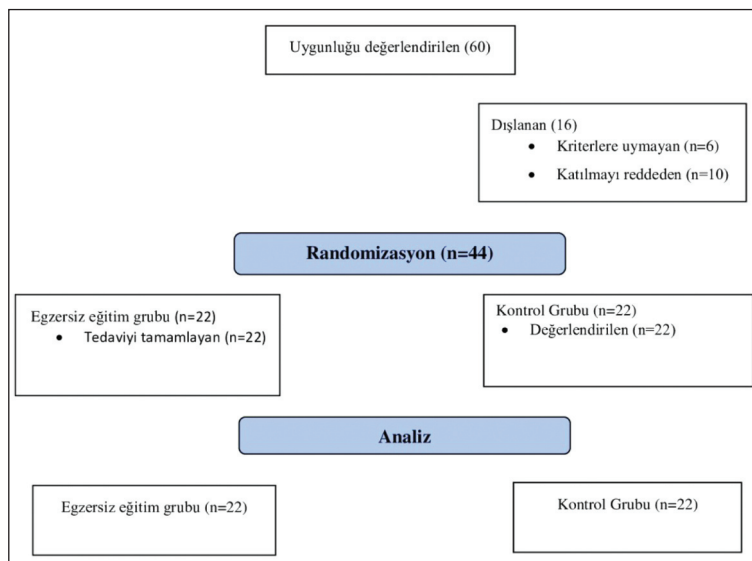 Uygunluğu değerlendirilen (60)
Dışlanan (16)
• Kriterlere uymayan (n=6)
• Katılmayı reddeden (n=10)
Randomizasyon (n=44)
Egzersiz eğitim grubu (n=22)
• Tedaviyi tamamlayan (n=22)
Kontrol Grubu (n=22)
• Değerlendirilen (n=22)
Analiz
Egzersiz eğitim grubu (n=22)
Kontrol Grubu (n=22)